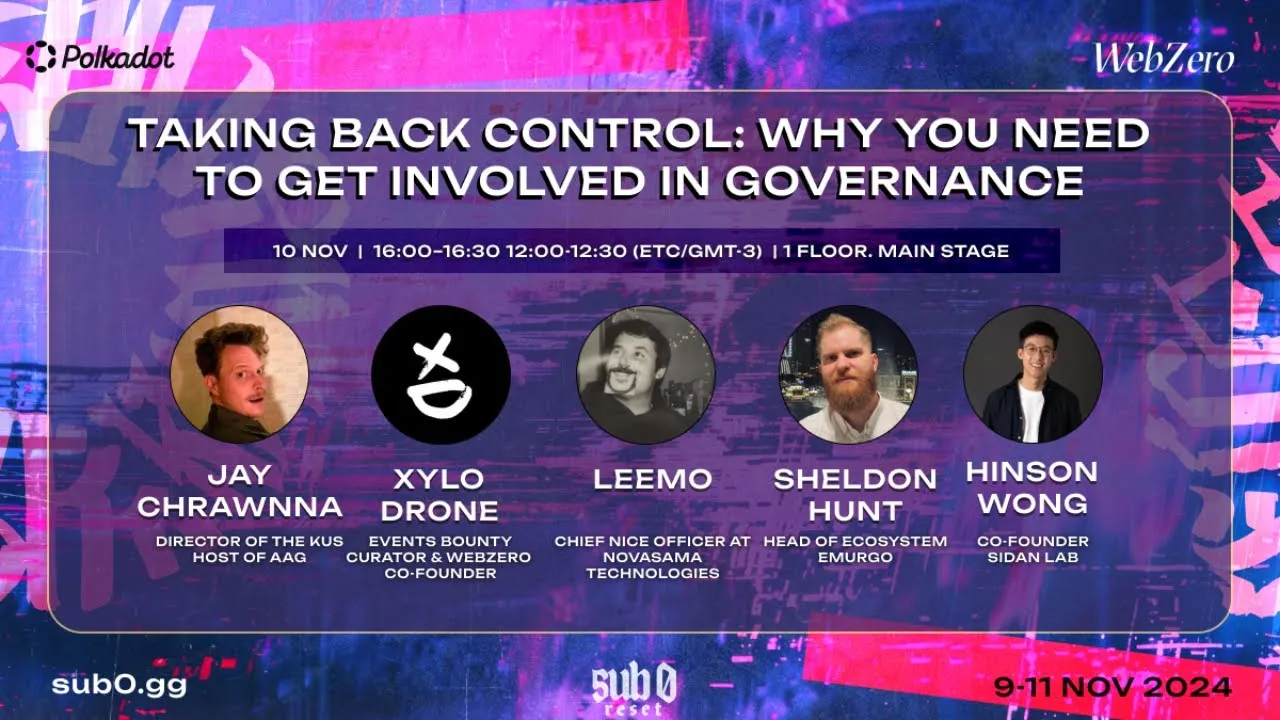 Polkadot
WebZero
TAKING BACK CONTROL: WHY YOU NEED
TO GET INVOLVED IN GOVERNANCE
10 NOV | 16:00–16:30 12:00-12:30 (ETC/GMT-3) | 1 FLOOR. MAIN STAGE
JAY
CHRAWNNA
DIRECTOR OF THE KUS
HOST OF AAG
XYLO
DRONE
EVENTS BOUNTY
CURATOR & WEBZERO
CO-FOUNDER
LEEMO
CHIEF NICE OFFICER AT
NOVASAMA
TECHNOLOGIES
SHELDON
HUNT
HEAD OF ECOSYSTEM
EMURGO
HINSON
WONG
CO-FOUNDER
SIDAN LAB
sub0.gg
sub0
reset
9-11 NOV 2024